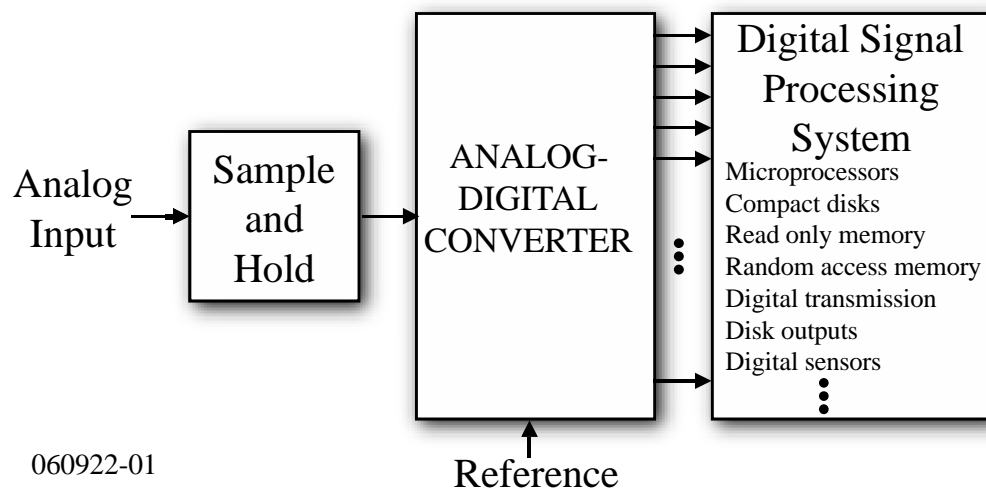 Analog
Input
Sample
and
Hold
ANALOG-
DIGITAL
CONVERTER
Reference
Digital Signal
Processing
System
Microprocessors
Compact disks
Read only memory
Random access memory
Digital transmission
Disk outputs
Digital sensors
060922-01